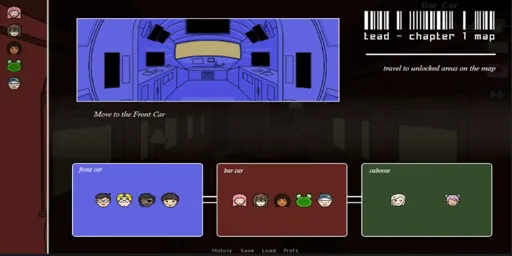 Bar Car
tead - chapter 1 map
travel to unlocked areas on the map
Move to the Front Car
front car
bar car
caboose
History Save Load Prefs